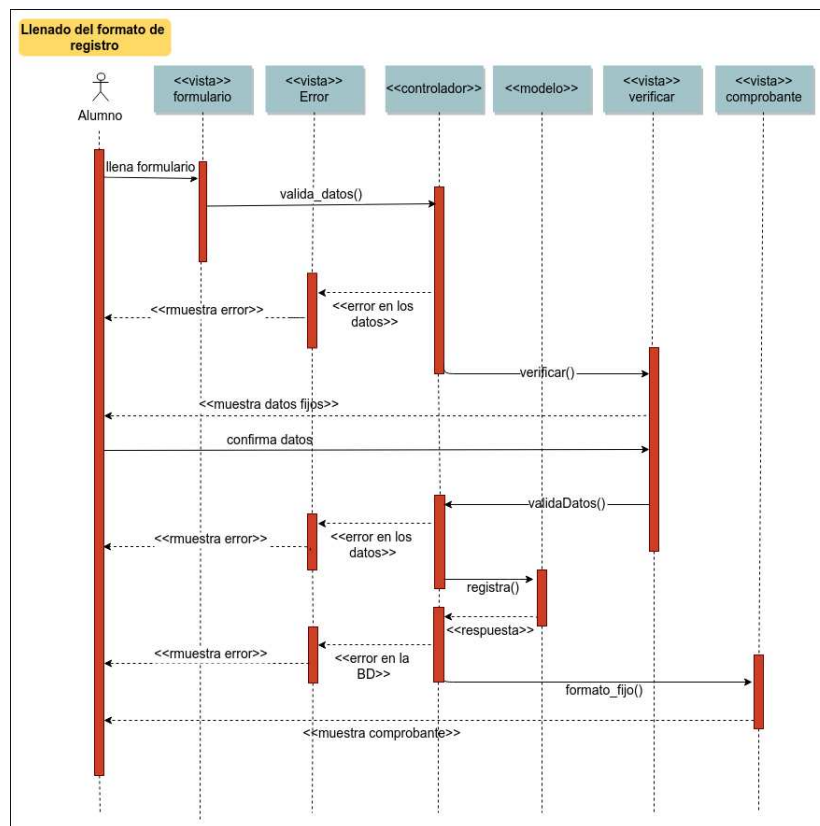 Llenado del formato de
registro
Alumno
<<vista>>
formulario
<<vista>>
Error
<<controlador>>
<<modelo>>
<<vista>>
verificar
<<vista>>
comprobante
llena formulario
valida_datos()
<<error en los
datos>>
<<rmuestra error>>
verificar()
<<muestra datos fijos>>
confirma datos
validaDatos()
<<error en los
datos>>
<<rmuestra error>>
registra()
<<respuesta>>
<<error en la
BD>>
<<rmuestra error>>
formato_fijo()
<<muestra comprobante>>